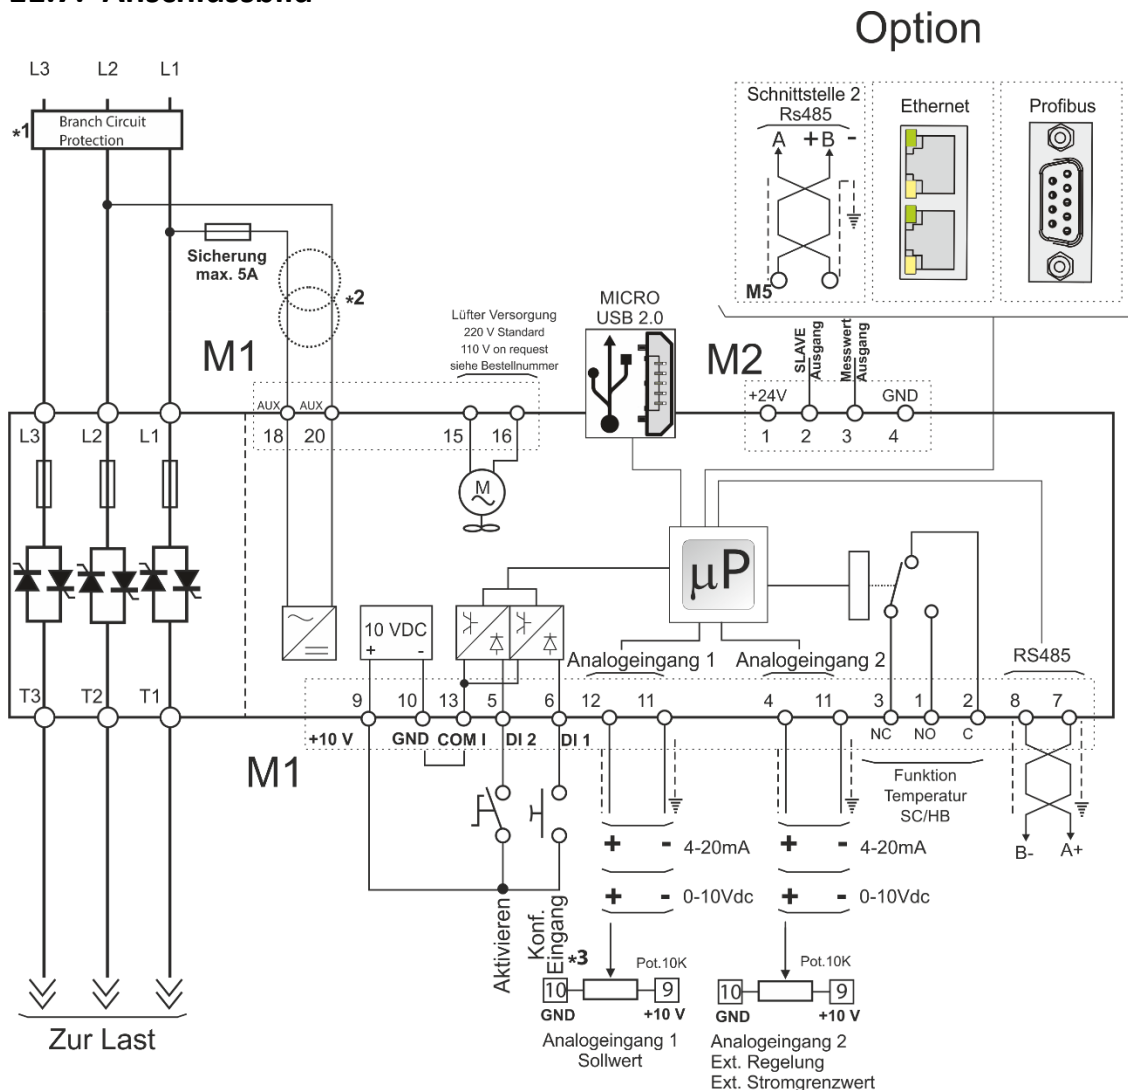 Option
L3 L2 L1
*1 Branch Circuit
Protection
Sicherung
max. 5A
*2
M1
Lüfter Versorgung
220 V Standard
110 V on request
siehe Bestellnummer
MICRO
USB 2.0
Schnittstelle 2
Rs485
A + B -
M5
Ethernet
Profibus
M2
SLAVE
Ausgang
Messwert
Ausgang
+24V GND
1 2 3 4
AUX AUX
18 20 15 16
L3 L2 L1
M
µP
10 VDC
+ -
Analogeingang 1 Analogeingang 2
RS485
T3 T2 T1
9 10 13 5 6 12 11 4 11 3 1 2 8 7
+10 V GND COM I DI 2 DI 1
NC NO C
M1
Funktion
Temperatur
SC/HB
B- A+
+ - 4-20mA
+ - 4-20mA
+ - 0-10Vdc
+ - 0-10Vdc
Aktivieren
Konf.
Eingang
*3
Pot.10K
10 9
GND +10 V
Analogeingang 1
Sollwert
Pot.10K
10 9
GND +10 V
Analogeingang 2
Ext. Regelung
Ext. Stromgrenzwert
Zur Last